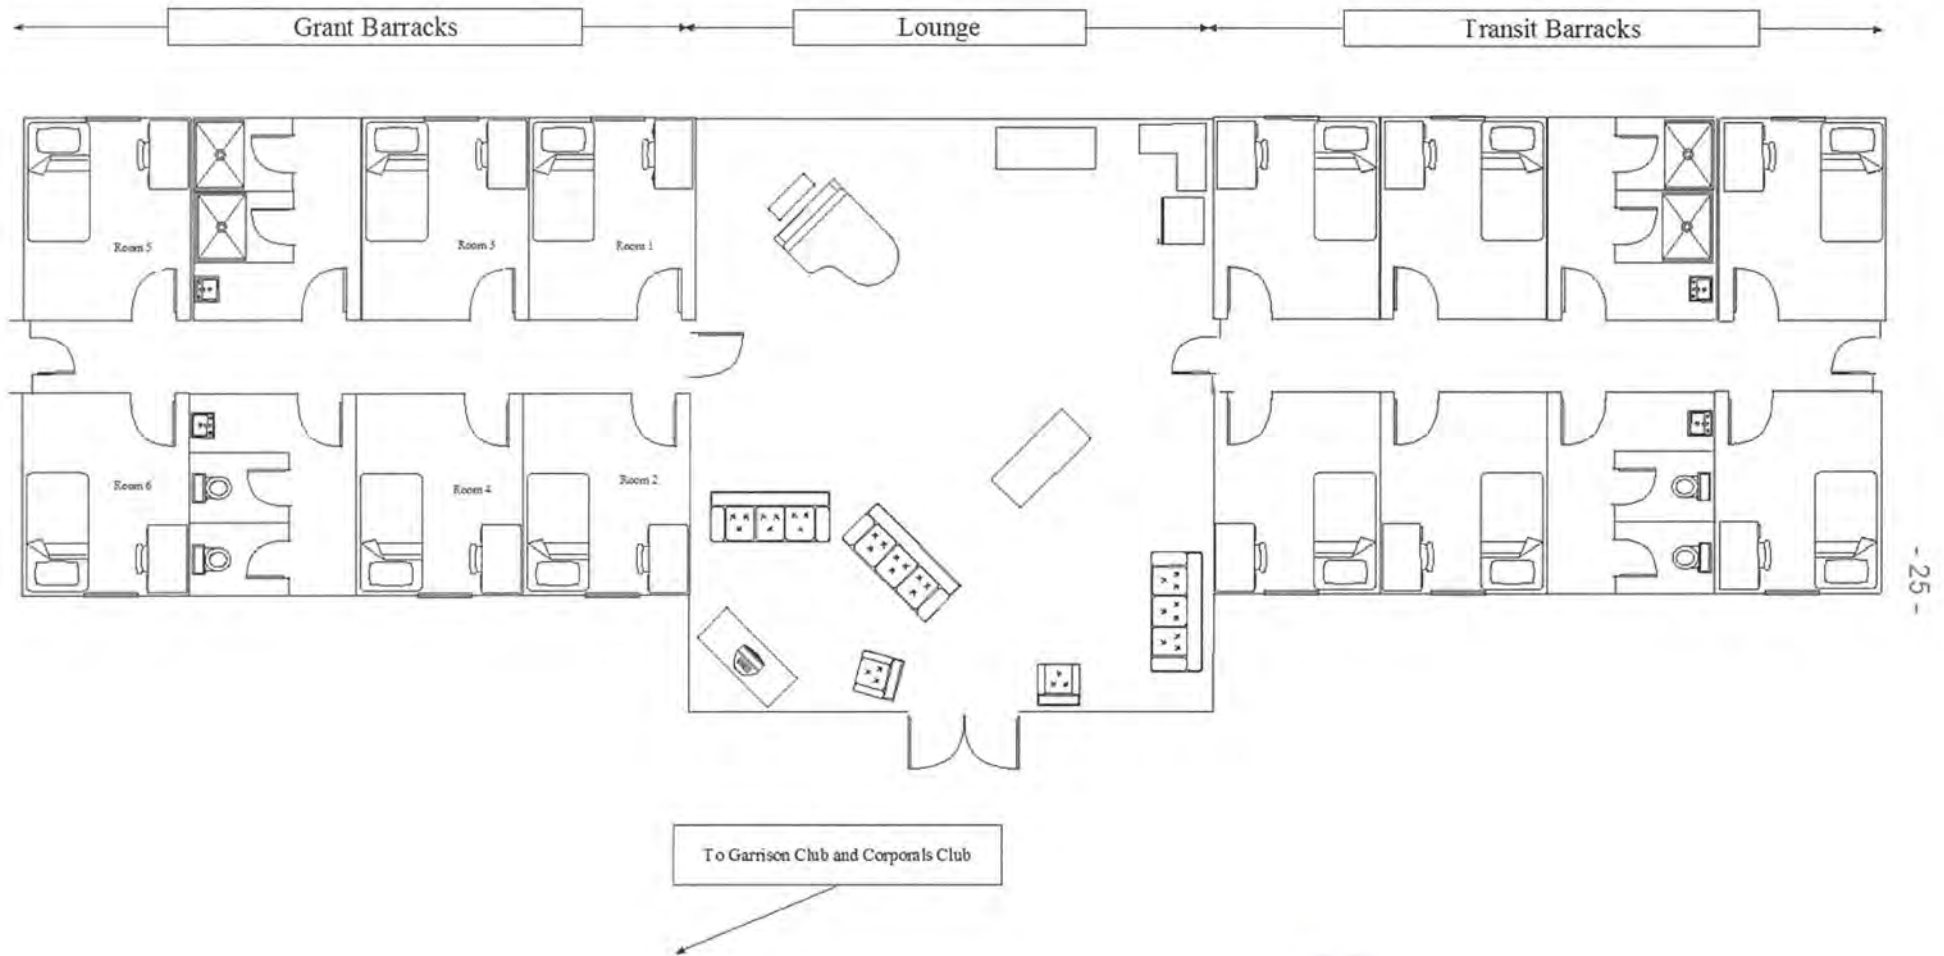 Grant Barracks
Lounge
Transit Barracks
Room 5
Room 3
Room 1
Room 6
Room 4
Room 2
- 25 -
To Garrison Club and Corporals Club